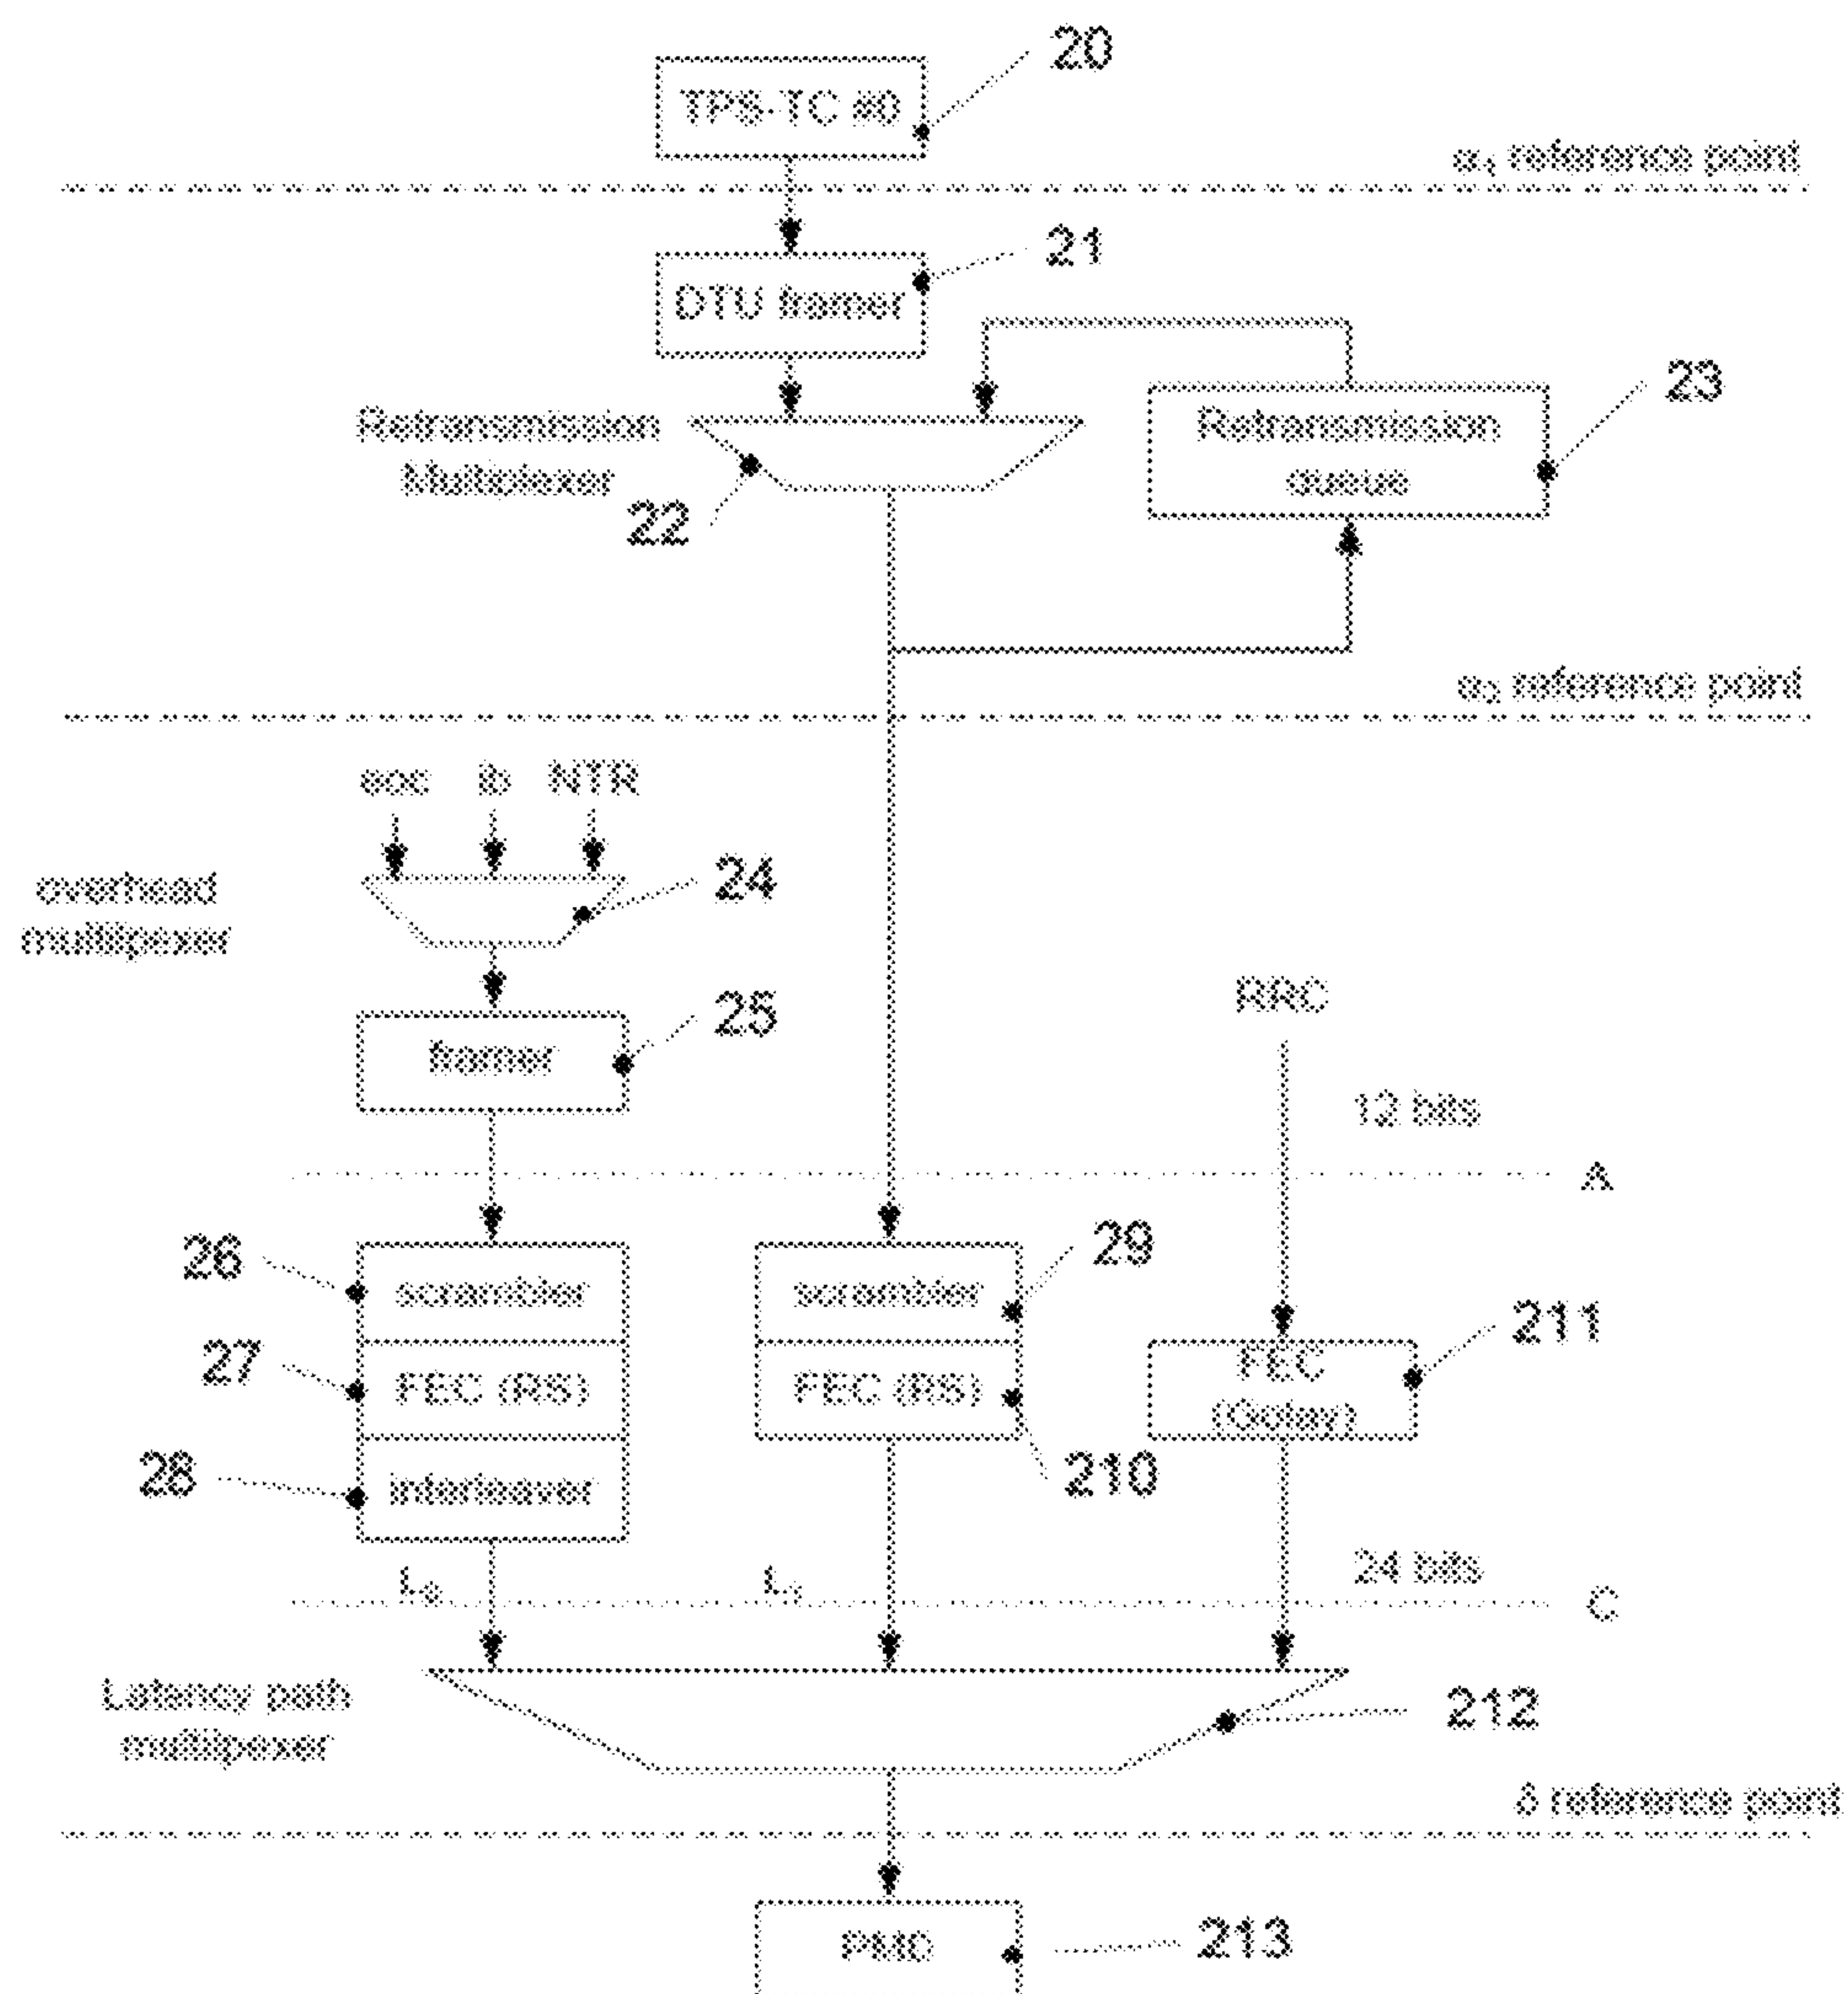 20
TPS-TC #0
α₁ reference point
21
DTU framer
23
Retransmission
Multiplexer
Retransmission
queue
22
α₂ reference point
eoc ib NTR
24
overhead
multilpexer
25
RRC
framer
12 bits
A
26
scrambler
29
scrambler
211
27
FEC (RS)
FEC (RS)
FEC
(Golay)
28
interleaver
210
L₀
L₁
24 bits
C
Latency path
multilpexer
212
δ reference point
PMD
213